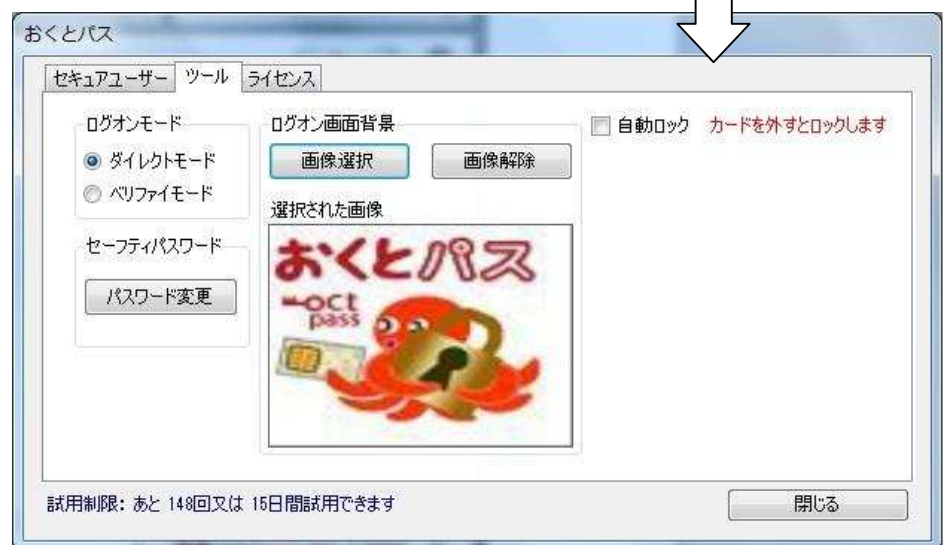 おくとパス
セキュアユーザー ツール ライセンス
ログオンモード
ダイレクトモード
ベリファイモード
セーフティパスワード
パスワード変更
ログオン画面背景
画像選択 画像解除
選択された画像
おくとパス
oct
pass
自動ロック カードを外すとロックします
試用制限: あと 148回又は 15日間試用できます
閉じる